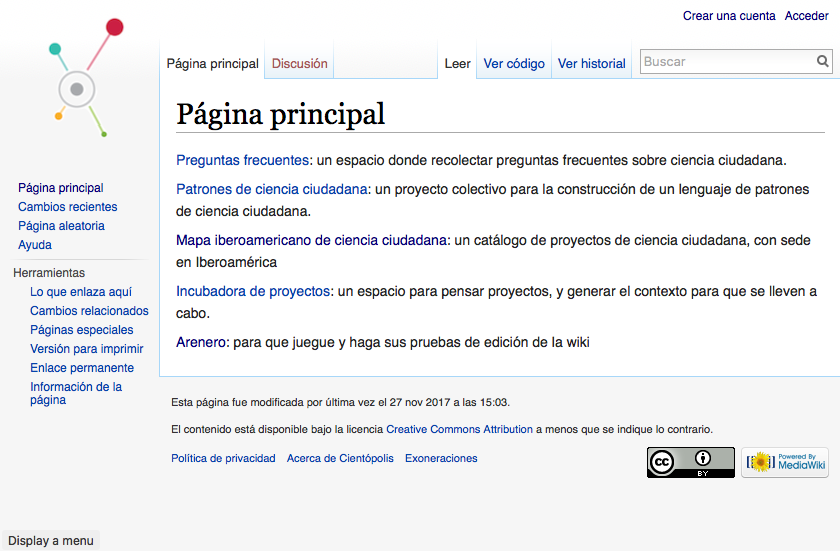 Crear una cuenta Acceder
Página principal Discusión Leer Ver código Ver historial Buscar
Página principal
Preguntas frecuentes: un espacio donde recolectar preguntas frecuentes sobre ciencia ciudadana.
Patrones de ciencia ciudadana: un proyecto colectivo para la construcción de un lenguaje de patrones
de ciencia ciudadana.
Mapa iberoamericano de ciencia ciudadana: un catálogo de proyectos de ciencia ciudadana, con sede
en Iberoamérica
Incubadora de proyectos: un espacio para pensar proyectos, y generar el contexto para que se lleven a
cabo.
Arenero: para que juegue y haga sus pruebas de edición de la wiki
Página principal
Cambios recientes
Página aleatoria
Ayuda
Herramientas
Lo que enlaza aquí
Cambios relacionados
Páginas especiales
Versión para imprimir
Enlace permanente
Información de la
página
Esta página fue modificada por última vez el 27 nov 2017 a las 15:03.
El contenido está disponible bajo la licencia Creative Commons Attribution a menos que se indique lo contrario.
Política de privacidad Acerca de Cientópolis Exoneraciones
CC BY
Powered By
MediaWiki
Display a menu